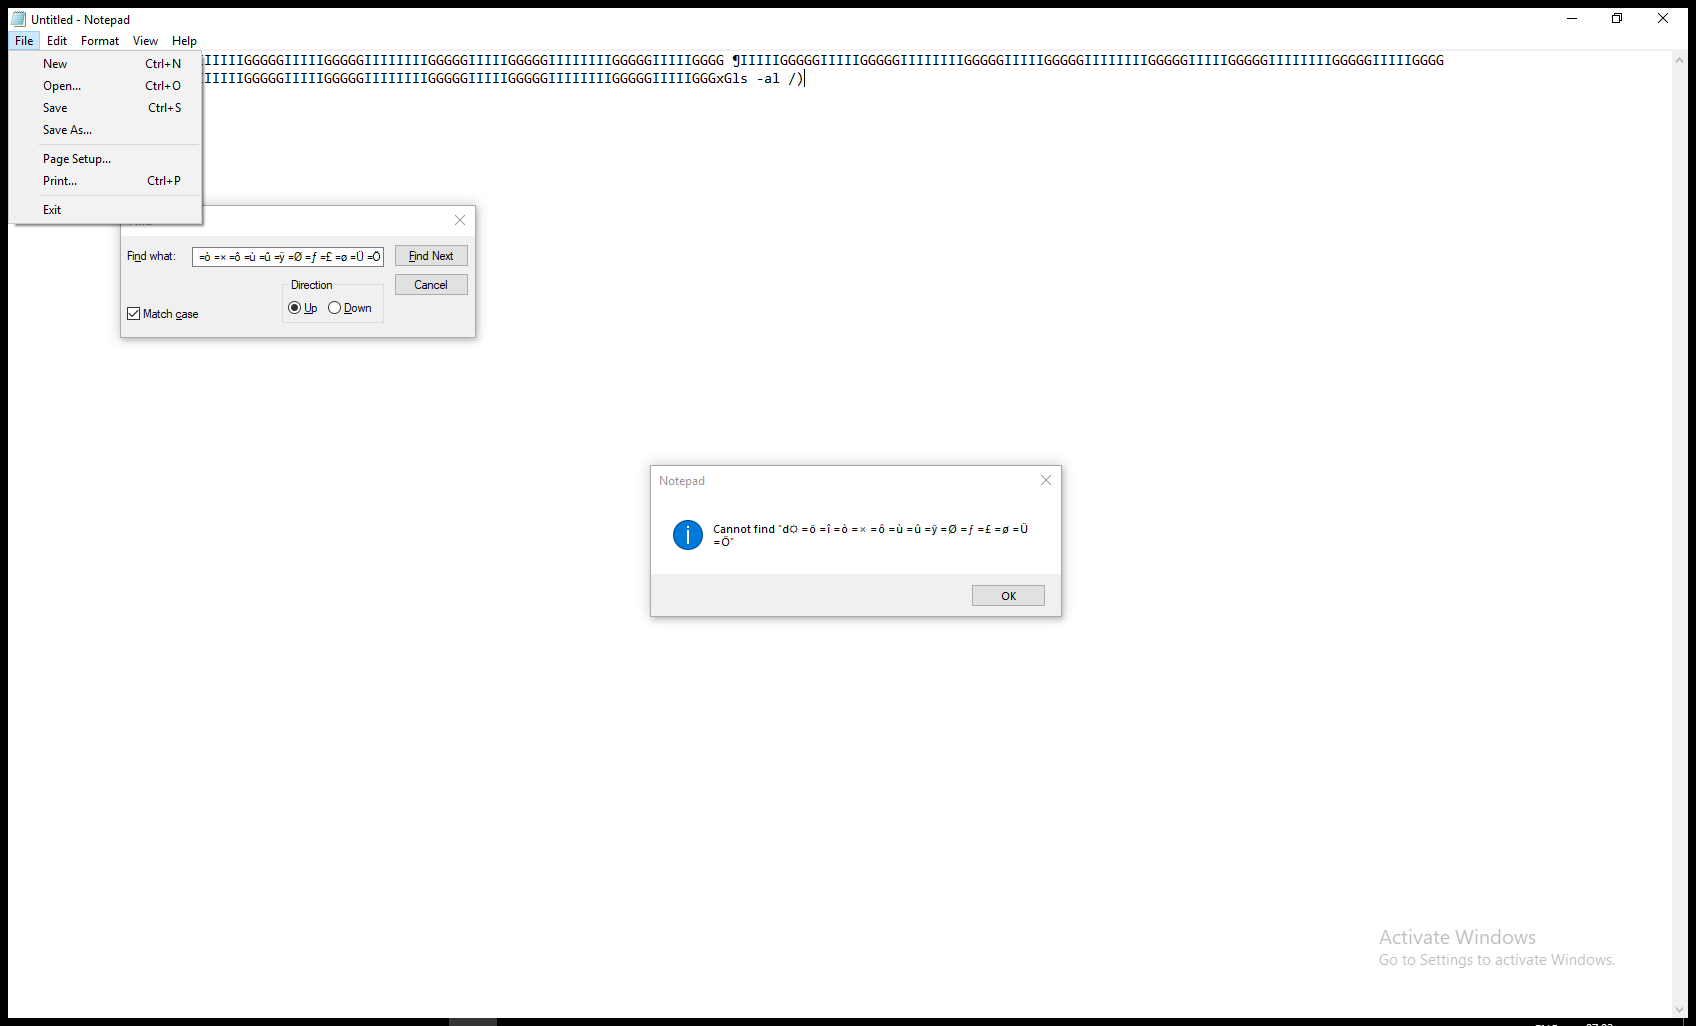 Untitled - Notepad
File Edit Format View Help
New Ctrl+N
Open... Ctrl+O
Save Ctrl+S
Save As...
Page Setup...
Print... Ctrl+P
Exit
IIIIIGGGGGIIIIIGGGGGIIIIIIIIGGGGGIIIIIGGGGGIIIIIIIIGGGGGIIIIIGGGG ¶IIIIIGGGGGIIIIIGGGGGIIIIIIIIGGGGGIIIIIGGGGGIIIIIIIIGGGGGIIIIIGGGGGIIIIIIIIGGGGGIIIIIGGGG
IIIIIGGGGGIIIIIGGGGGIIIIIIIIGGGGGIIIIIGGGGGIIIIIIIIGGGGGIIIIIGGGxGls -al /)
Find what: =ò =× =ô =ù =û =ÿ =Ø =ƒ =£ =ø =Ü =Ö Find Next
Direction Cancel
Up Down
Match case
Notepad
Cannot find "d¤ =ö =î =ò =× =ô =ù =û =ÿ =Ø =ƒ =£ =ø =Ü
=Ö"
OK
Activate Windows
Go to Settings to activate Windows.